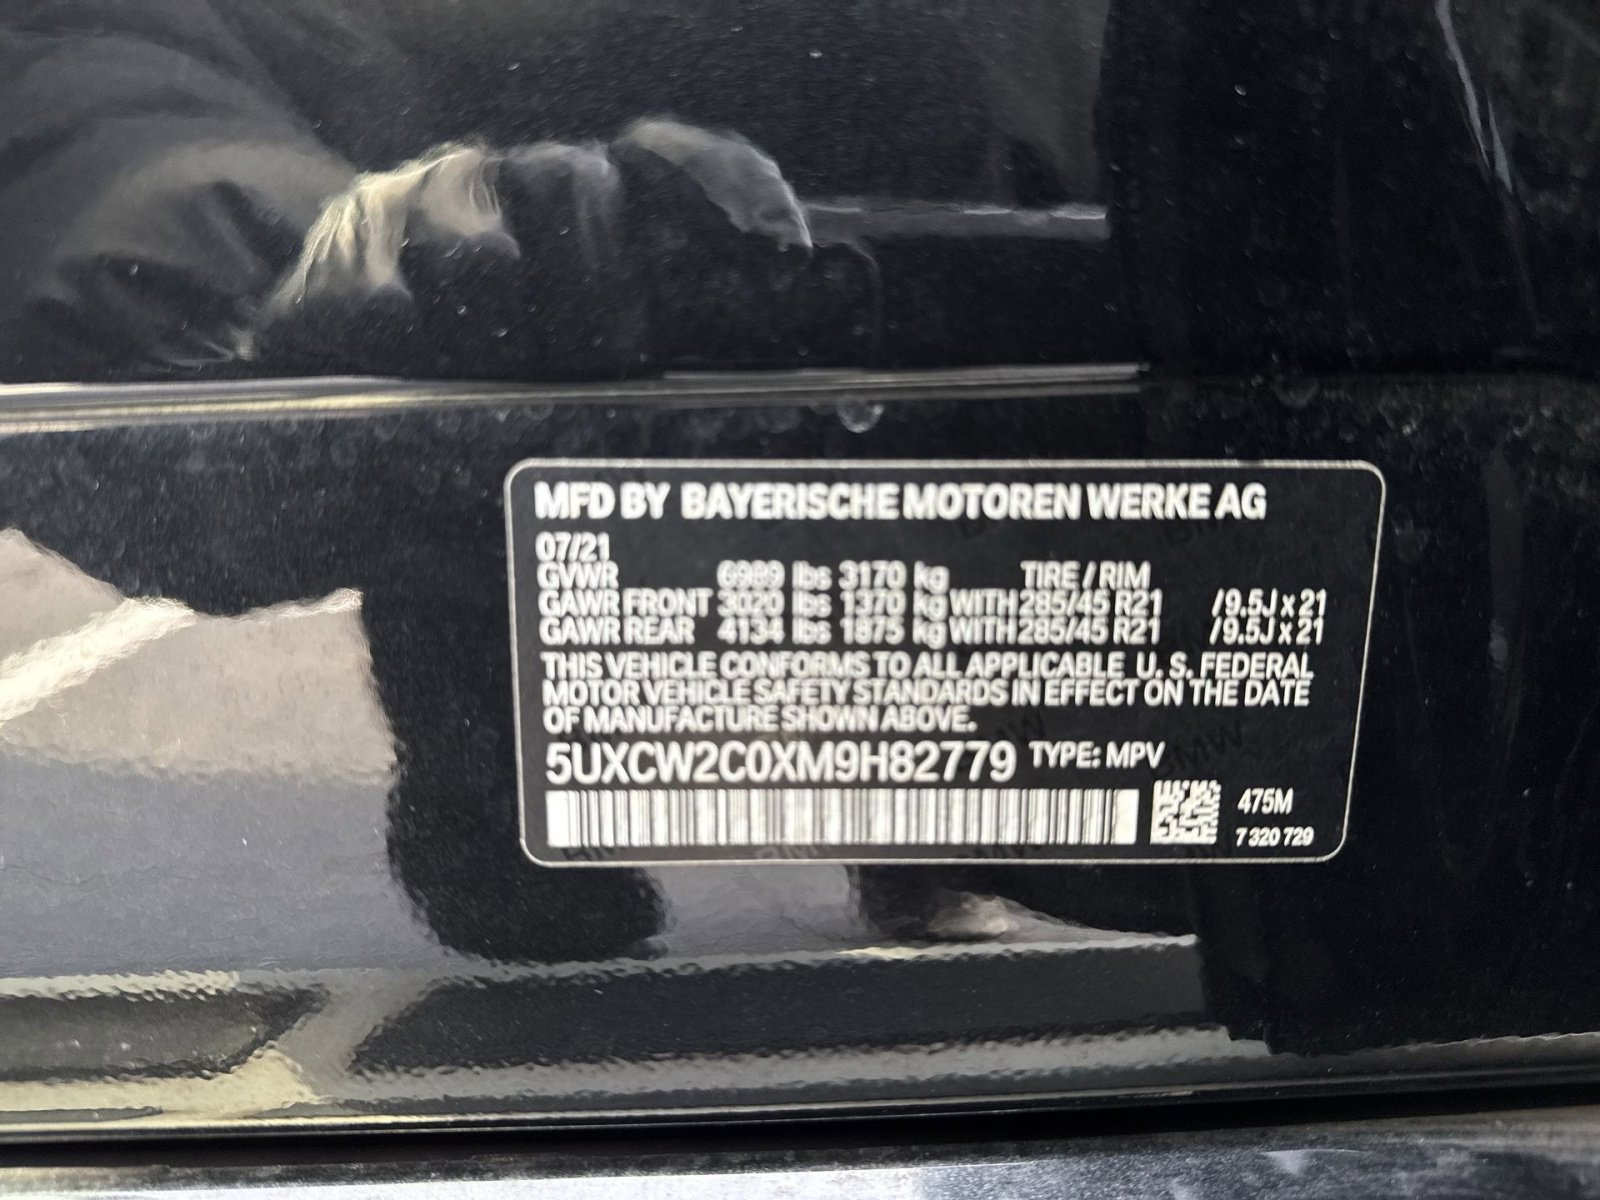 MFD BY BAYERISCHE MOTOREN WERKE AG
07/21
GVWR 6989 lbs 3170 kg TIRE / RIM
GAWR FRONT 3020 lbs 1370 kg WITH 285/45 R21 / 9.5J x 21
GAWR REAR 4134 lbs 1875 kg WITH 285/45 R21 / 9.5J x 21
THIS VEHICLE CONFORMS TO ALL APPLICABLE U. S. FEDERAL
MOTOR VEHICLE SAFETY STANDARDS IN EFFECT ON THE DATE
OF MANUFACTURE SHOWN ABOVE.
5UXCW2C0XM9H82779 TYPE: MPV
475M
7 320 729